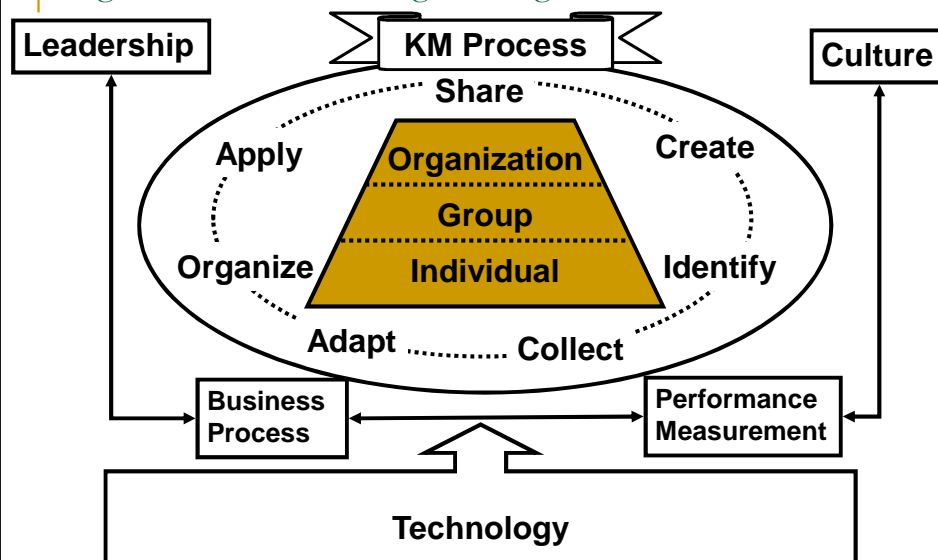 Leadership
KM Process
Culture
Share
Apply
Create
Organization
Group
Organize
Individual
Identify
Adapt
Collect
Business
Process
Performance
Measurement
Technology